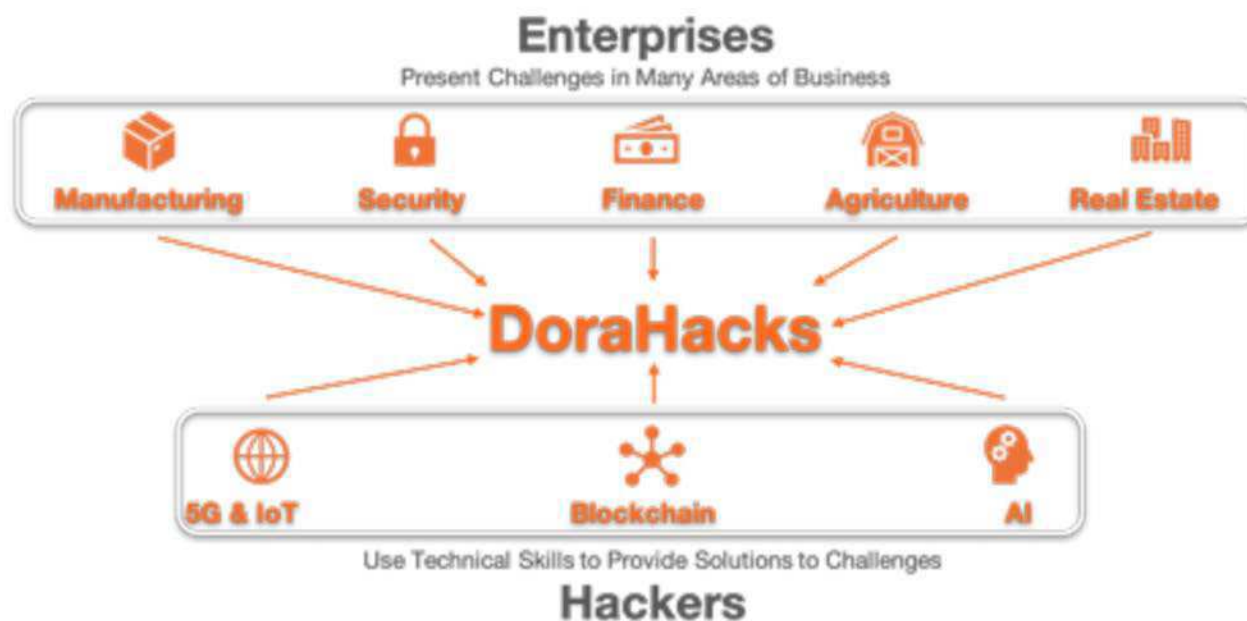 Enterprises
Present Challenges in Many Areas of Business
Manufacturing Security Finance Agriculture Real Estate
DoraHacks
5G & IoT Blockchain AI
Use Technical Skills to Provide Solutions to Challenges
Hackers